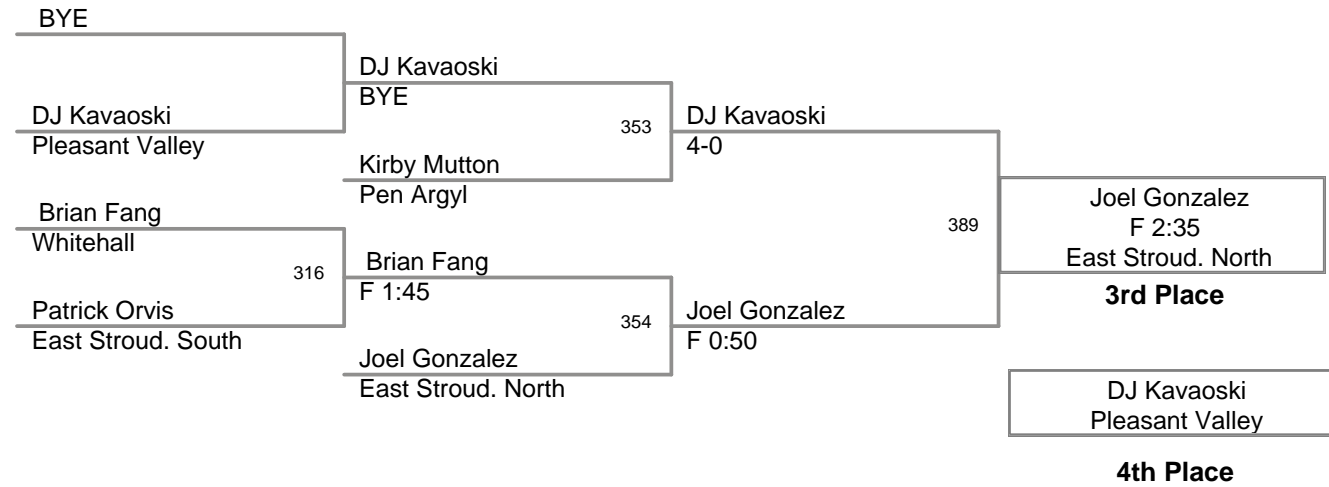 BYE
DJ Kavaoski
Pleasant Valley
Brian Fang
Whitehall
316
Patrick Orvis
East Stroud. South
DJ Kavaoski
BYE
353
Kirby Mutton
Pen Argyl
Brian Fang
F 1:45
354
Joel Gonzalez
East Stroud. North
DJ Kavaoski
4-0
389
Joel Gonzalez
F 0:50
Joel Gonzalez
F 2:35
East Stroud. North
3rd Place
DJ Kavaoski
Pleasant Valley
4th Place